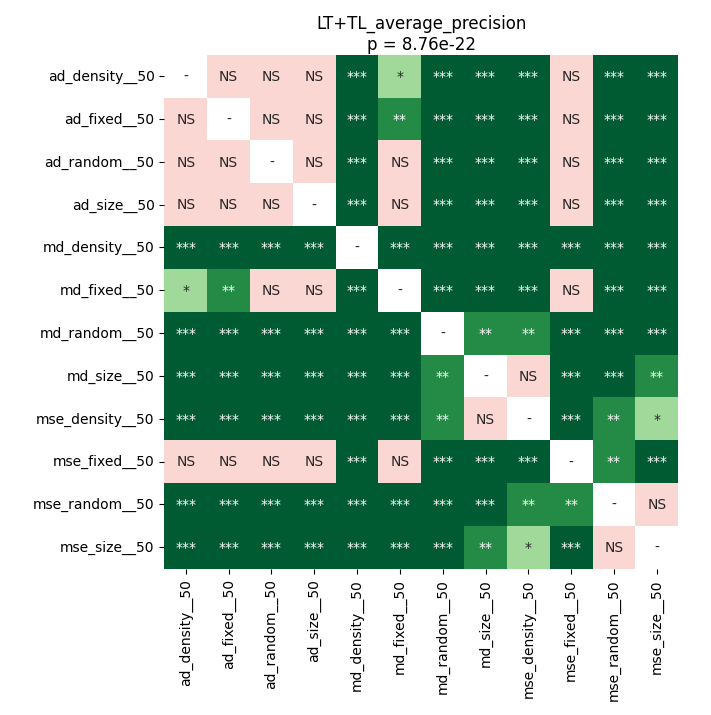 LT+TL_average_precision
p = 8.76e-22
ad_density__50 - NS NS NS *** * *** *** *** NS *** ***
ad_fixed__50 NS - NS NS *** ** *** *** *** NS *** ***
ad_random__50 NS NS - NS *** NS *** *** *** NS *** ***
ad_size__50 NS NS NS - *** NS *** *** *** NS *** ***
md_density__50 *** *** *** *** - *** *** *** *** *** *** ***
md_fixed__50 * ** NS NS *** - *** *** *** NS *** ***
md_random__50 *** *** *** *** *** *** - ** ** *** *** ***
md_size__50 *** *** *** *** *** *** ** - NS *** *** **
mse_density__50 *** *** *** *** *** *** ** NS - *** ** *
mse_fixed__50 NS NS NS NS *** NS *** *** *** - ** ***
mse_random__50 *** *** *** *** *** *** *** *** ** ** - NS
mse_size__50 *** *** *** *** *** *** *** ** * *** NS -
ad_density__50
ad_fixed__50
ad_random__50
ad_size__50
md_density__50
md_fixed__50
md_random__50
md_size__50
mse_density__50
mse_fixed__50
mse_random__50
mse_size__50